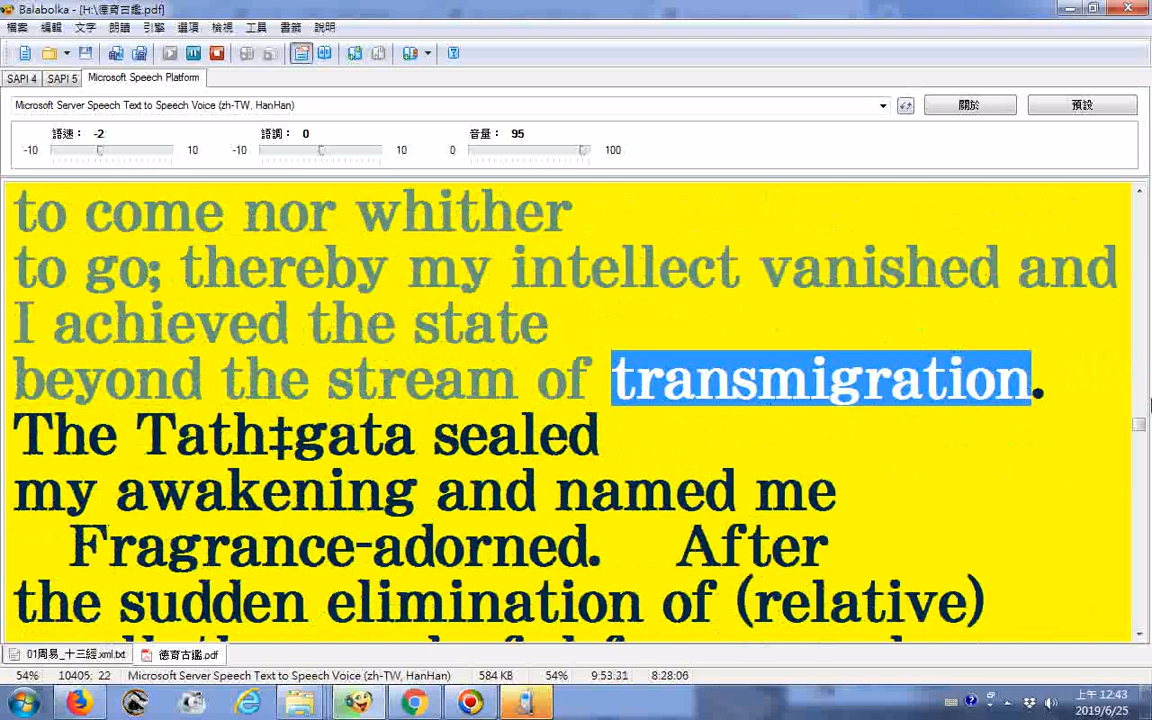 Balabolka - [H:\德育古鑑.pdf]
檔案 編輯 文字 朗讀 引擎 選項 檢視 工具 書籤 說明
SAPI 4 SAPI 5 Microsoft Speech Platform
Microsoft Server Speech Text to Speech Voice (zh-TW, HanHan) 關於 預設
語速： -2 語調： 0 音量： 95
-10 10 -10 10 0 100
to come nor whither
to go; thereby my intellect vanished and
I achieved the state
beyond the stream of transmigration.
The Tath‡gata sealed
my awakening and named me
Fragrance-adorned. After
the sudden elimination of (relative)
01周易_十三經.xml.txt 德育古鑑.pdf
54% 10405: 22 Microsoft Server Speech Text to Speech Voice (zh-TW, HanHan) 584 KB 54% 9:53:31 8:28:06
上午 12:43
2019/6/25